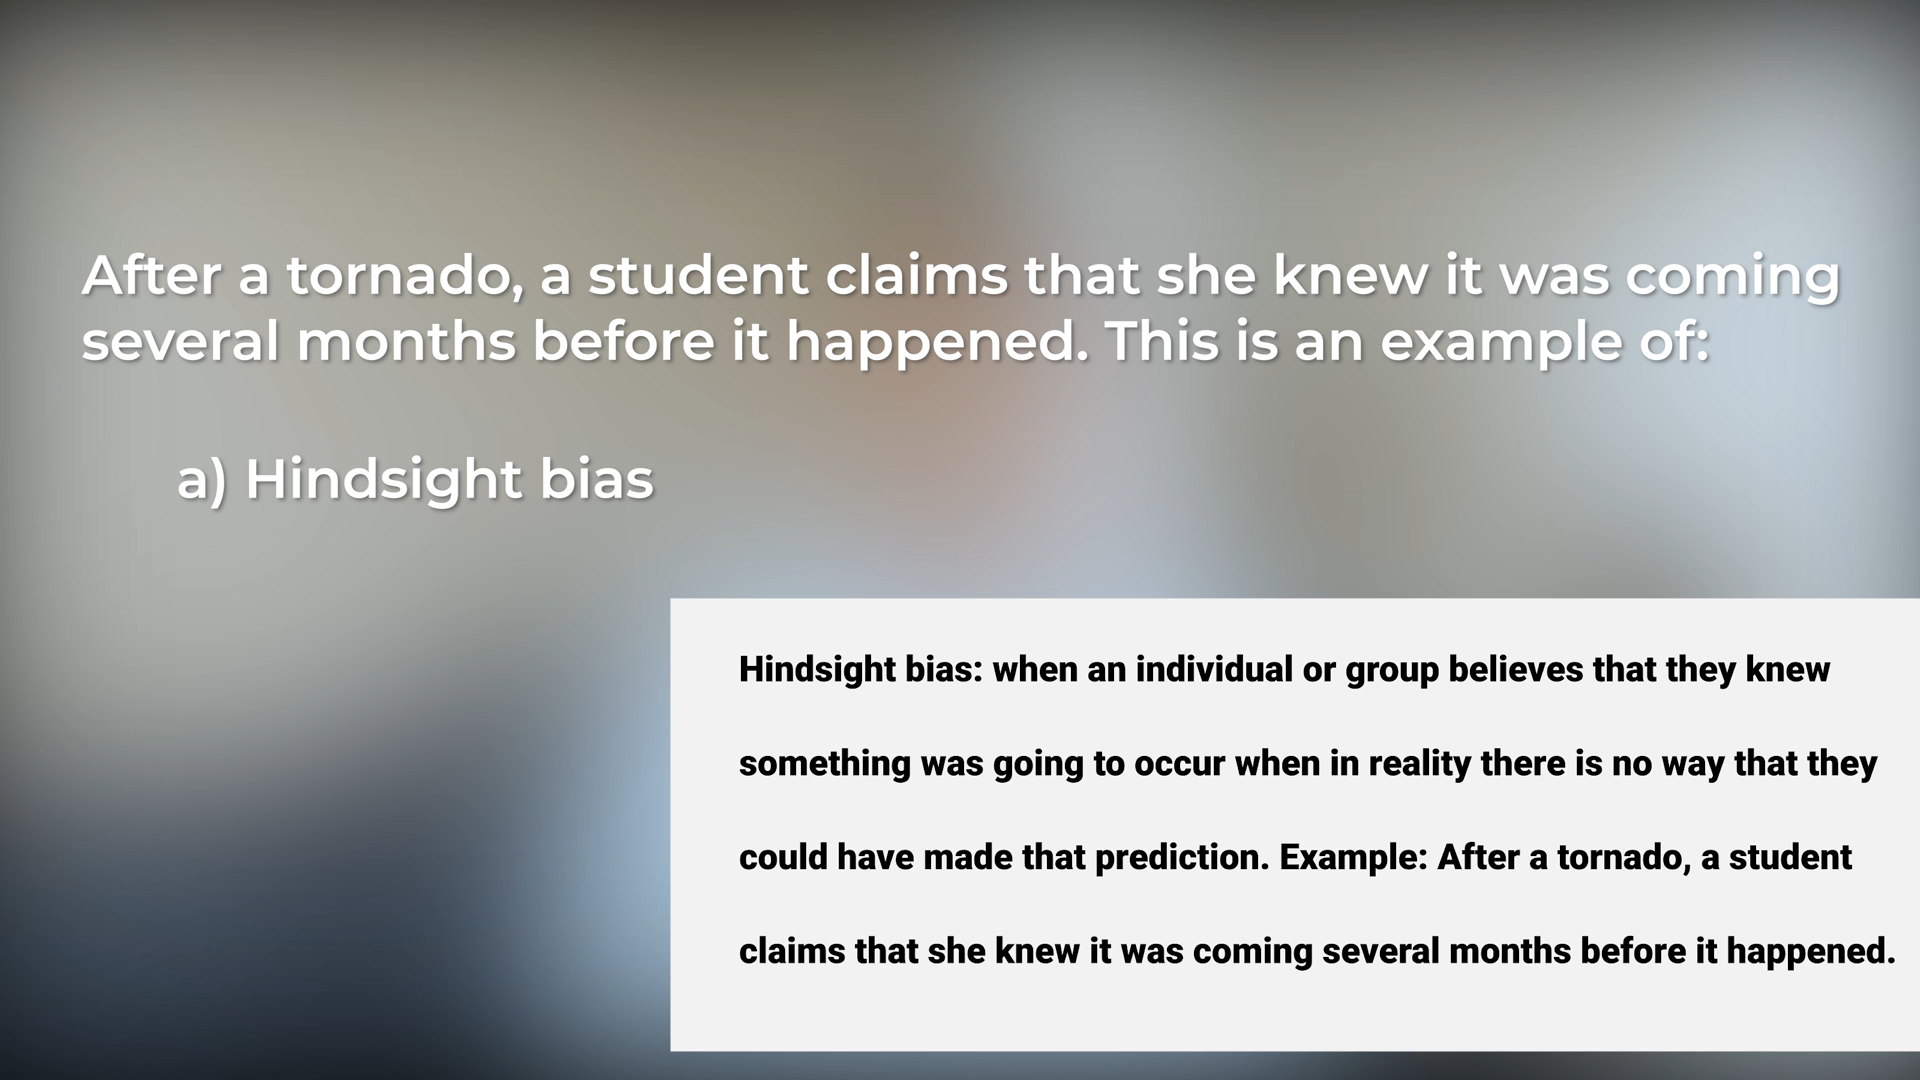 After a tornado, a student claims that she knew it was coming
several months before it happened. This is an example of:
a) Hindsight bias
Hindsight bias: when an individual or group believes that they knew
something was going to occur when in reality there is no way that they
could have made that prediction. Example: After a tornado, a student
claims that she knew it was coming several months before it happened.